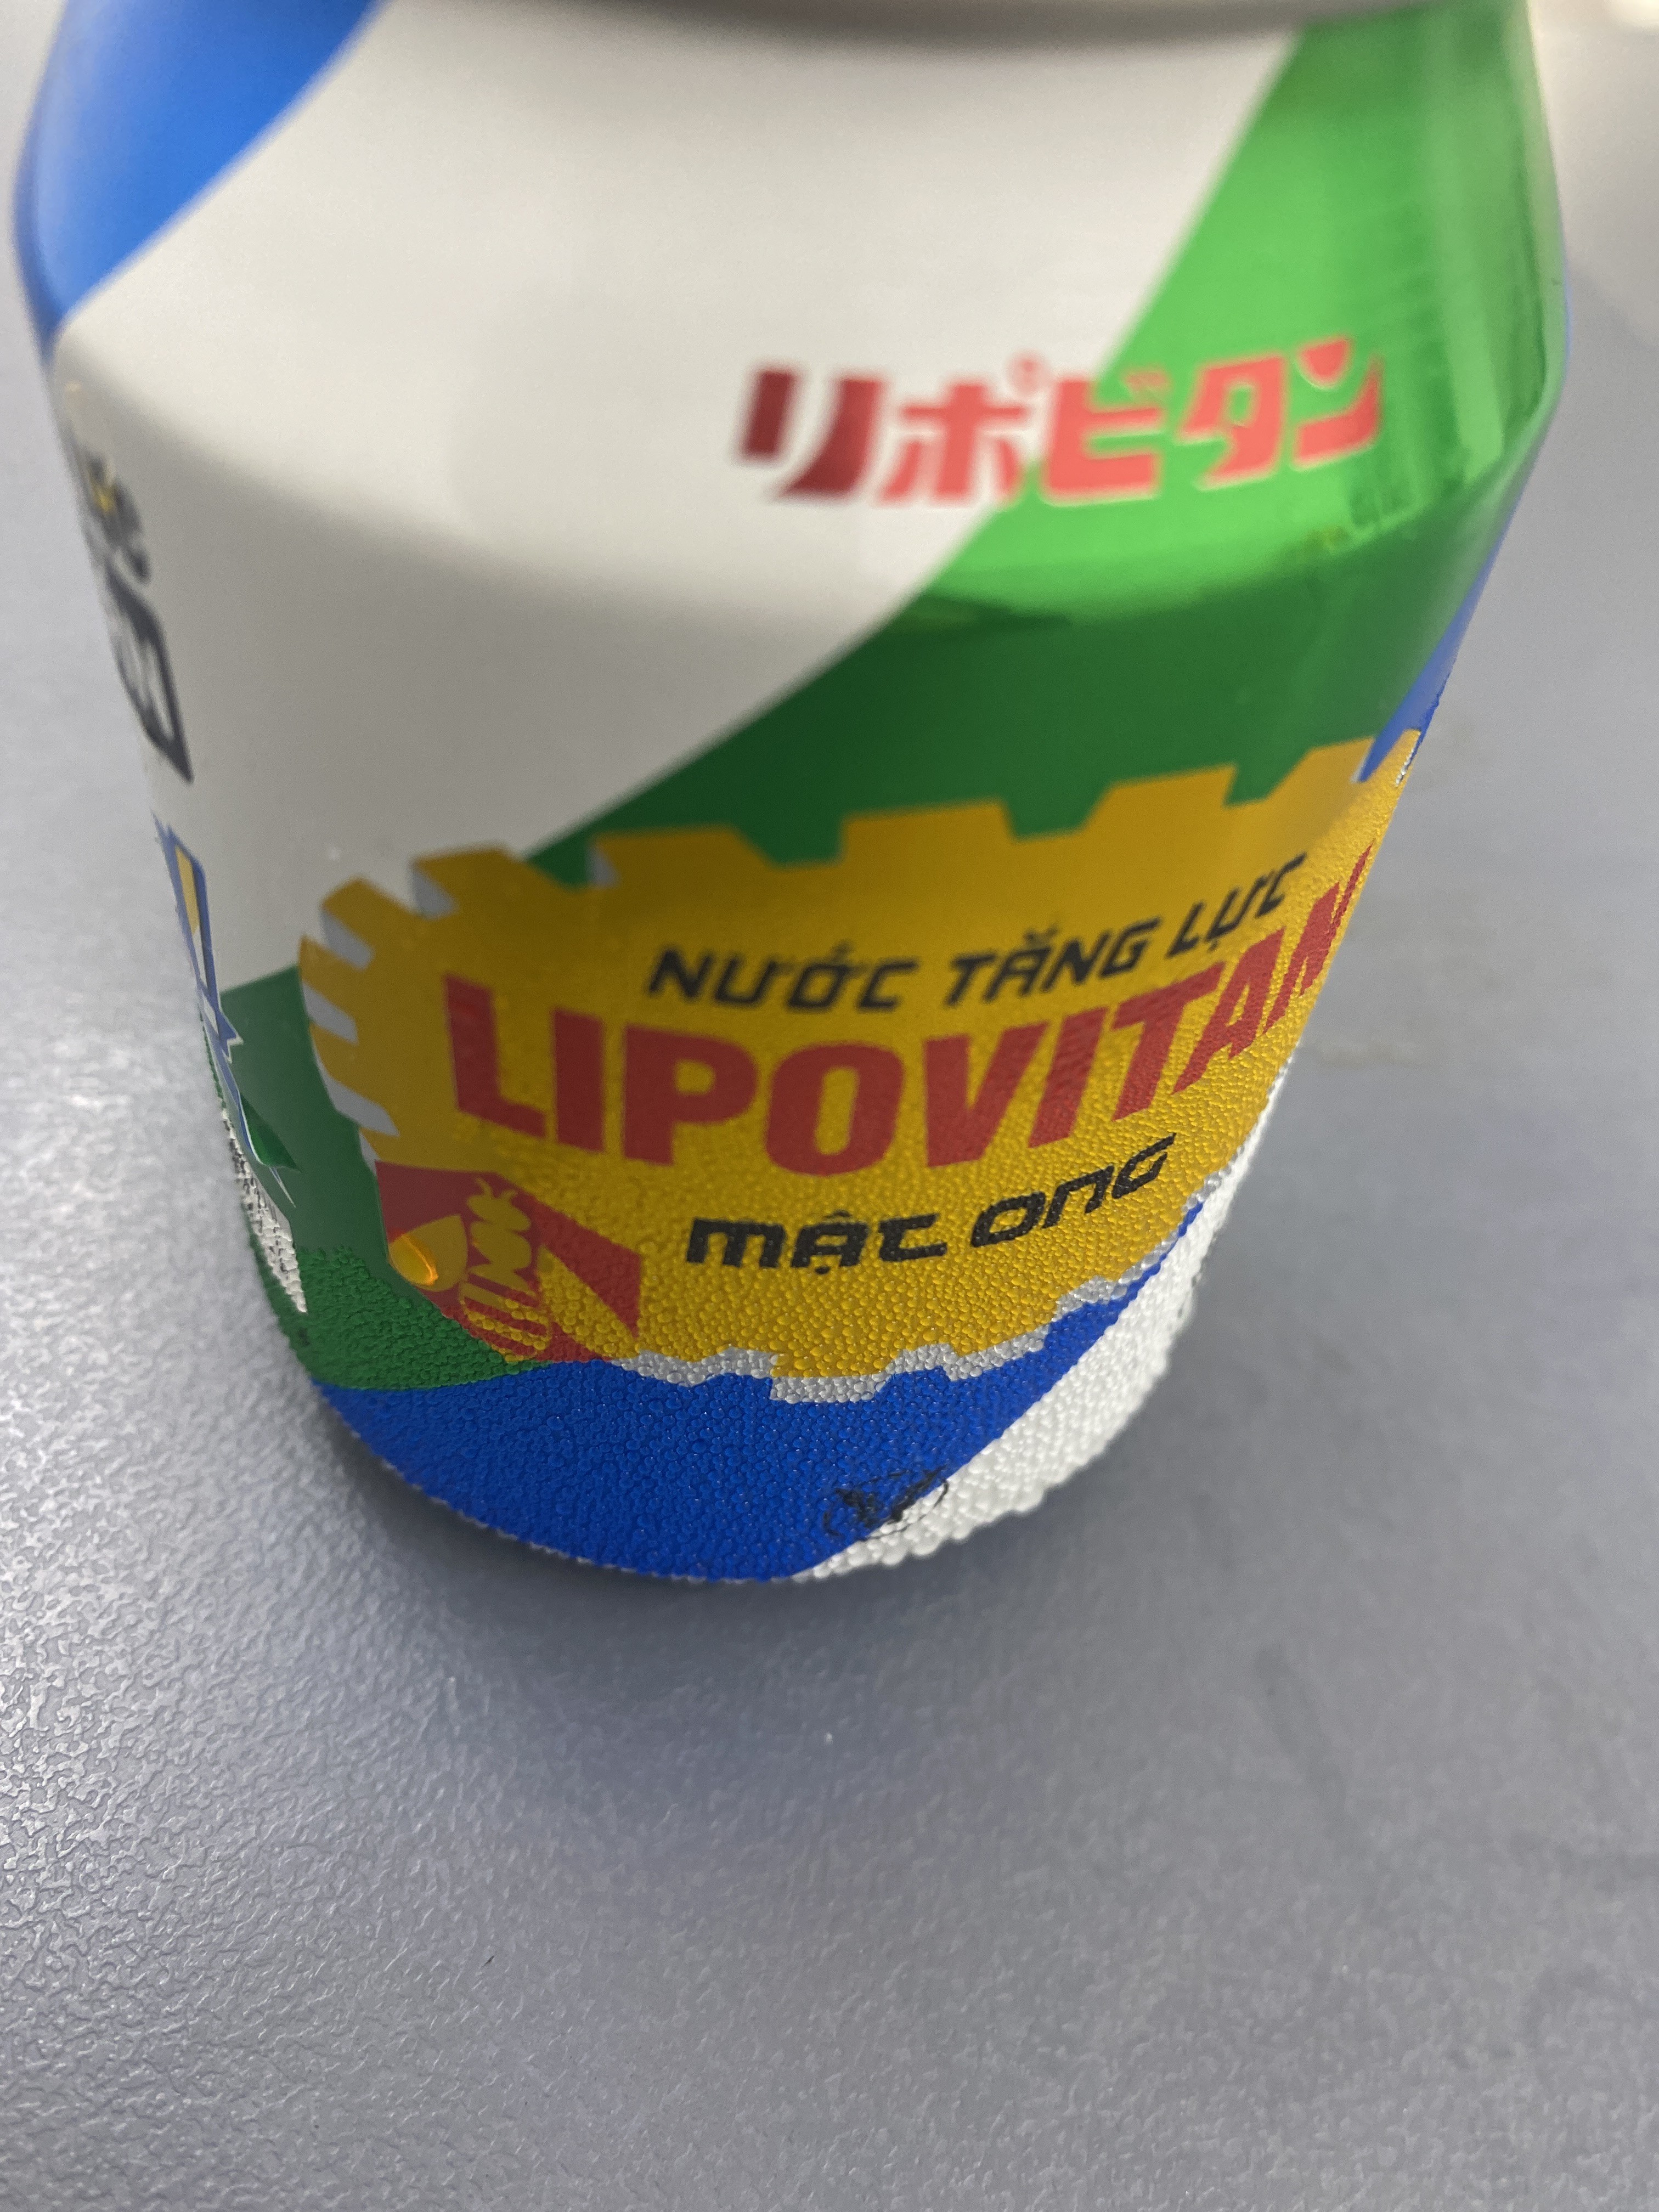 リポビタン
NƯỚC TĂNG LỰC
LIPOVITAN
MẬT ONG